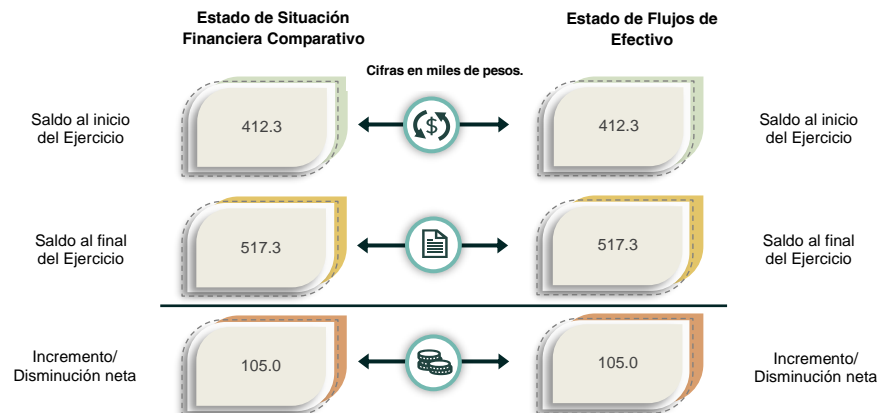 Estado de Situación
Financiera Comparativo
Estado de Flujos de
Efectivo
Cifras en miles de pesos.
Saldo al inicio
del Ejercicio
412.3
$
412.3
Saldo al inicio
del Ejercicio
Saldo al final
del Ejercicio
517.3
517.3
Saldo al final
del Ejercicio
Incremento/
Disminución neta
105.0
105.0
Incremento/
Disminución neta